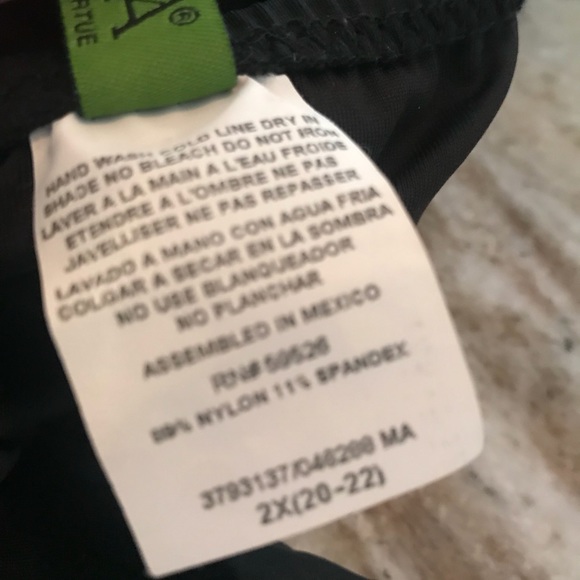 A®
RTUE
HAND WASH COLD LINE DRY IN
SHADE NO BLEACH DO NOT IRON
LAVER A LA MAIN A L'EAU FROIDE
ETENDRE A L'OMBRE NE PAS
JAVELLISER NE PAS REPASSER
LAVADO A MANO CON AGUA FRIA
COLGAR A SECAR EN LA SOMBRA
NO USE BLANQUEADOR
NO PLANCHAR
ASSEMBLED IN MEXICO
RN# 59526
89% NYLON 11% SPANDEX
3793137/046288 MA
2X(20-22)